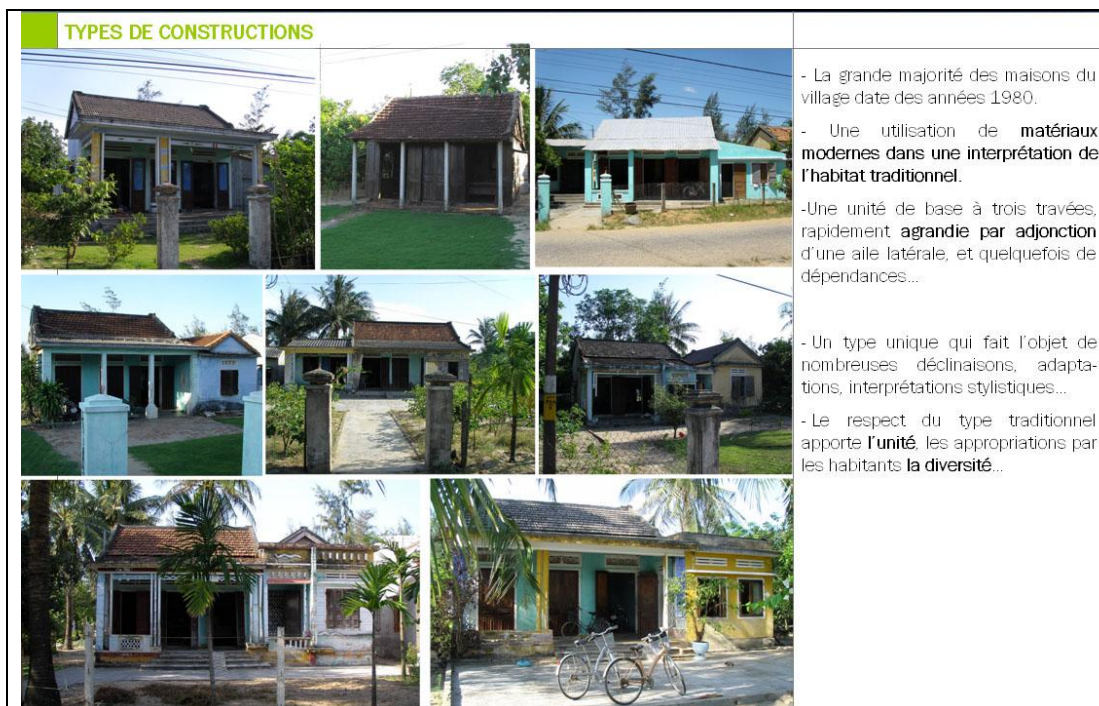 TYPES DE CONSTRUCTIONS
- La grande majorité des maisons du
village date des années 1980.
- Une utilisation de matériaux
modernes dans une interprétation de
l'habitat traditionnel.
-Une unité de base à trois travées,
rapidement agrandie par adjonction
d'une aile latérale, et quelquefois de
dépendances...
- Un type unique qui fait l'objet de
nombreuses déclinaisons, adapta-
tions, interprétations stylistiques...
- Le respect du type traditionnel
apporte l'unité, les appropriations par
les habitants la diversité...